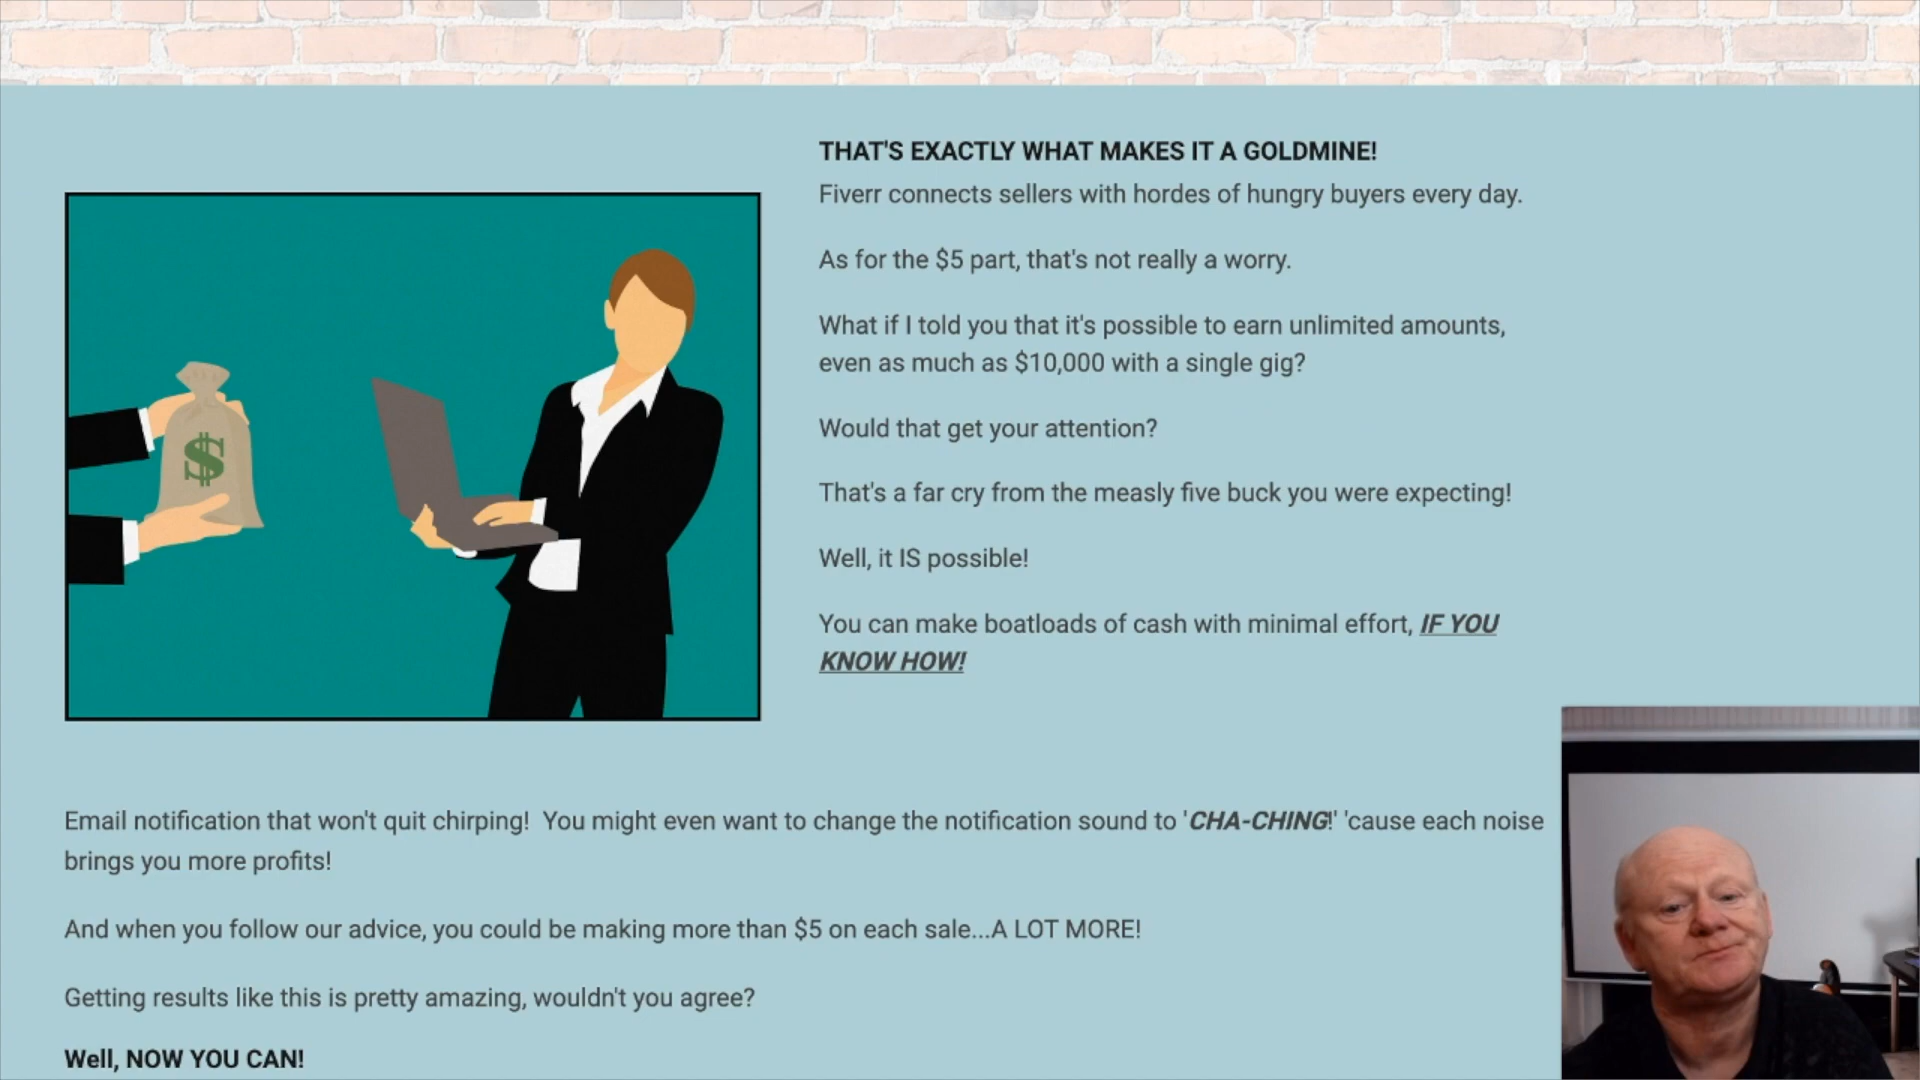 THAT'S EXACTLY WHAT MAKES IT A GOLDMINE!
Fiverr connects sellers with hordes of hungry buyers every day.
As for the $5 part, that's not really a worry.
What if I told you that it's possible to earn unlimited amounts,
even as much as $10,000 with a single gig?
Would that get your attention?
That's a far cry from the measly five buck you were expecting!
Well, it IS possible!
You can make boatloads of cash with minimal effort, IF YOU
KNOW HOW!
$
Email notification that won't quit chirping!  You might even want to change the notification sound to 'CHA-CHING!' 'cause each noise
brings you more profits!
And when you follow our advice, you could be making more than $5 on each sale...A LOT MORE!
Getting results like this is pretty amazing, wouldn't you agree?
Well, NOW YOU CAN!